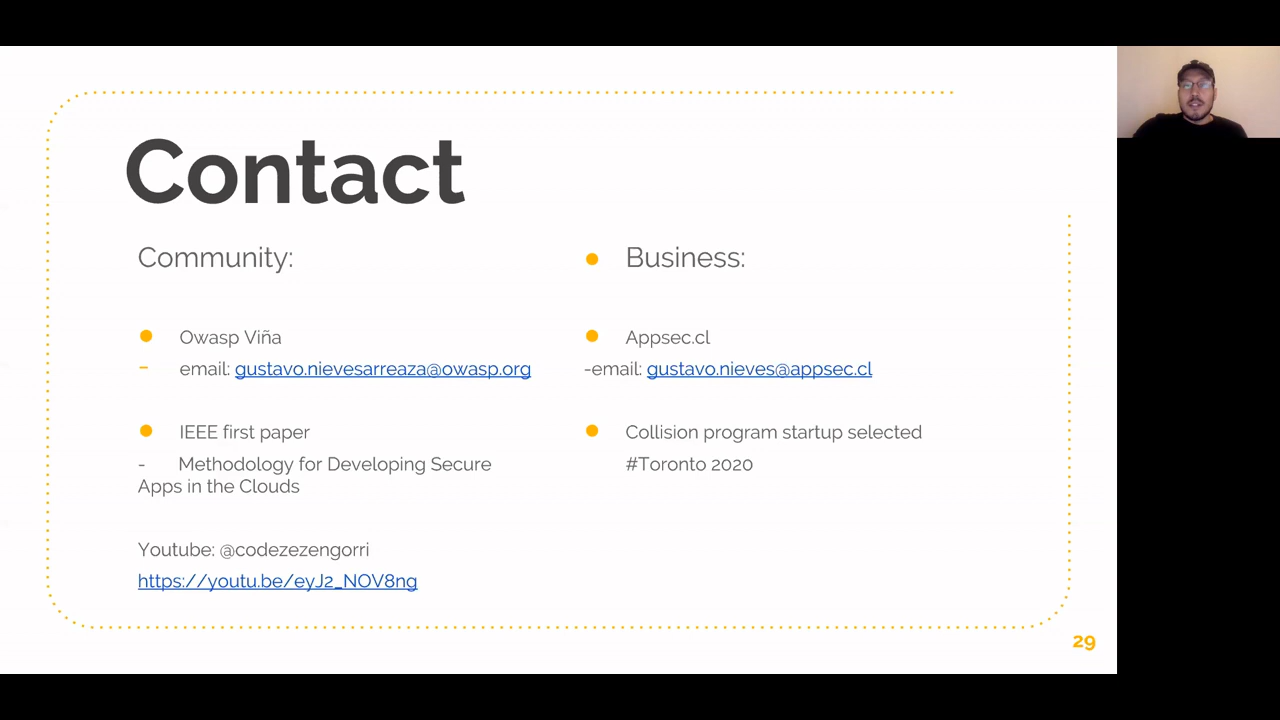 Contact
Community:
• Owasp Viña
- email: gustavo.nievesarreaza@owasp.org
• IEEE first paper
- Methodology for Developing Secure
Apps in the Clouds
Youtube: @codezezengorri
https://youtu.be/eyJ2_NOV8ng
• Business:
• Appsec.cl
-email: gustavo.nieves@appsec.cl
• Collision program startup selected
#Toronto 2020
29